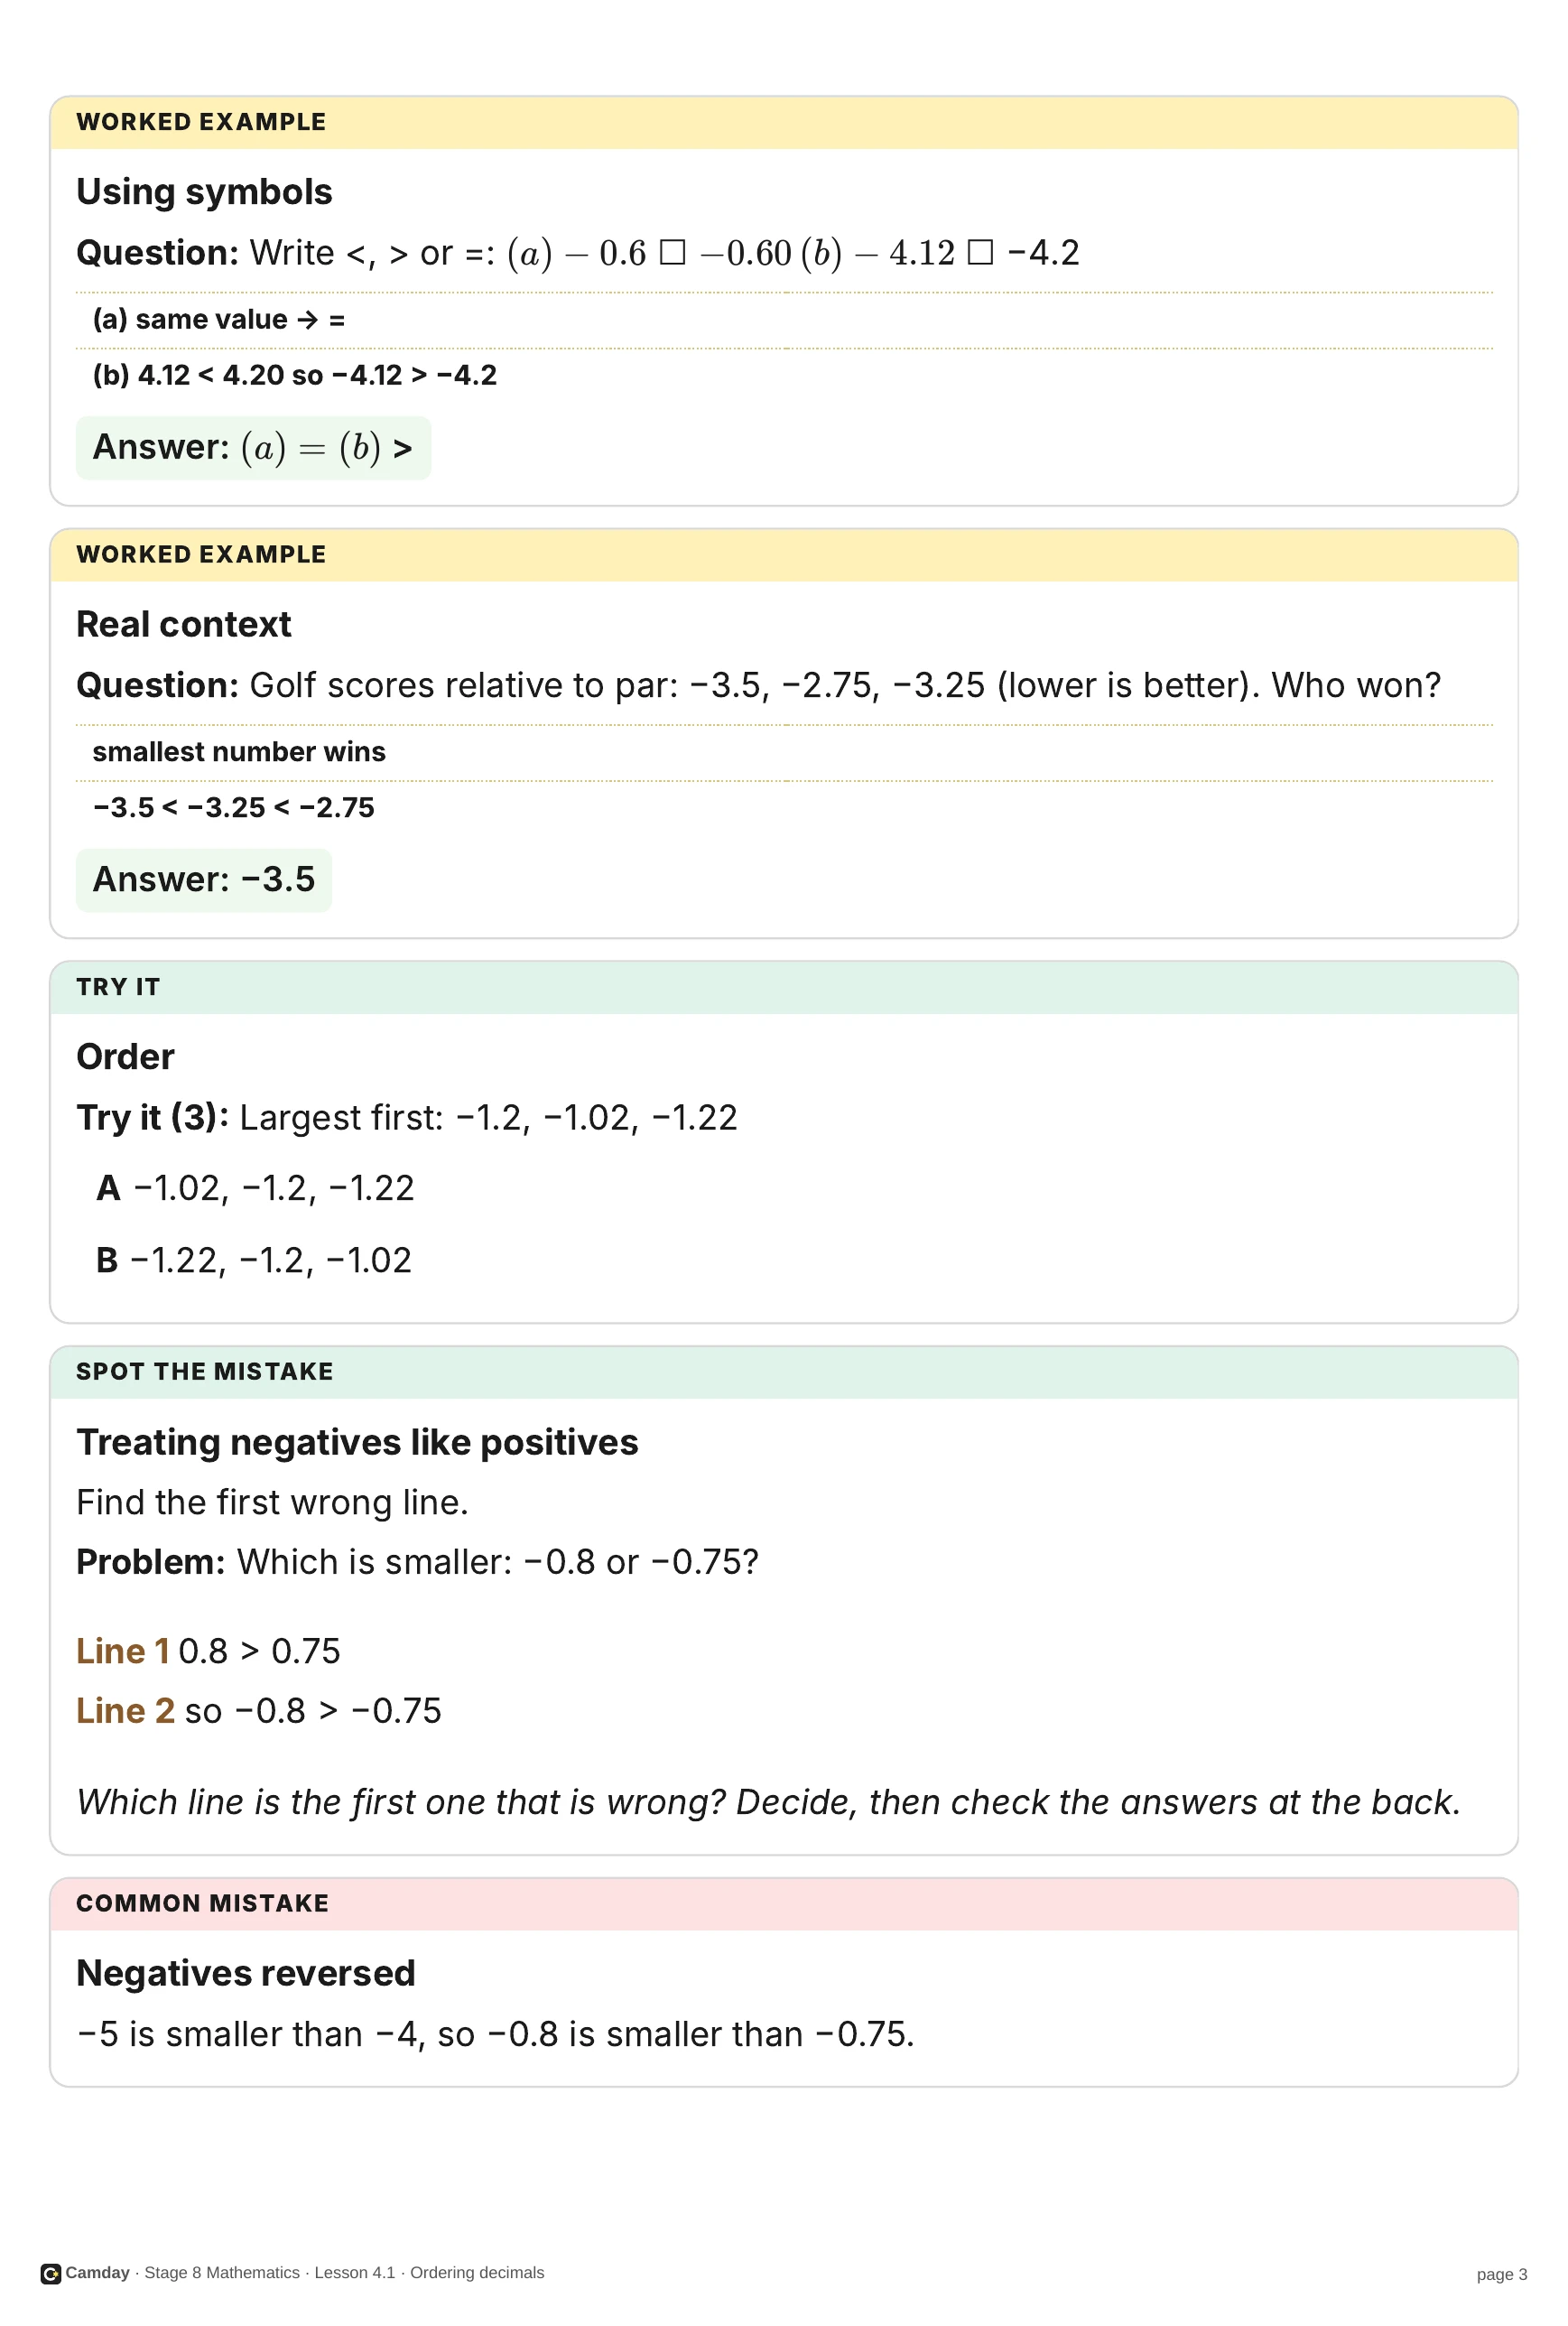 WORKED EXAMPLE
Using symbols
Question: Write <, > or =: (a) − 0.6 □ −0.60 (b) − 4.12 □ −4.2
(a) same value → =
(b) 4.12 < 4.20 so −4.12 > −4.2
Answer: (a) = (b) >
WORKED EXAMPLE
Real context
Question: Golf scores relative to par: −3.5, −2.75, −3.25 (lower is better). Who won?
smallest number wins
−3.5 < −3.25 < −2.75
Answer: −3.5
TRY IT
Order
Try it (3): Largest first: −1.2, −1.02, −1.22
A −1.02, −1.2, −1.22
B −1.22, −1.2, −1.02
SPOT THE MISTAKE
Treating negatives like positives
Find the first wrong line.
Problem: Which is smaller: −0.8 or −0.75?
Line 1 0.8 > 0.75
Line 2 so −0.8 > −0.75
Which line is the first one that is wrong? Decide, then check the answers at the back.
COMMON MISTAKE
Negatives reversed
−5 is smaller than −4, so −0.8 is smaller than −0.75.
Camday · Stage 8 Mathematics · Lesson 4.1 · Ordering decimals
page 3